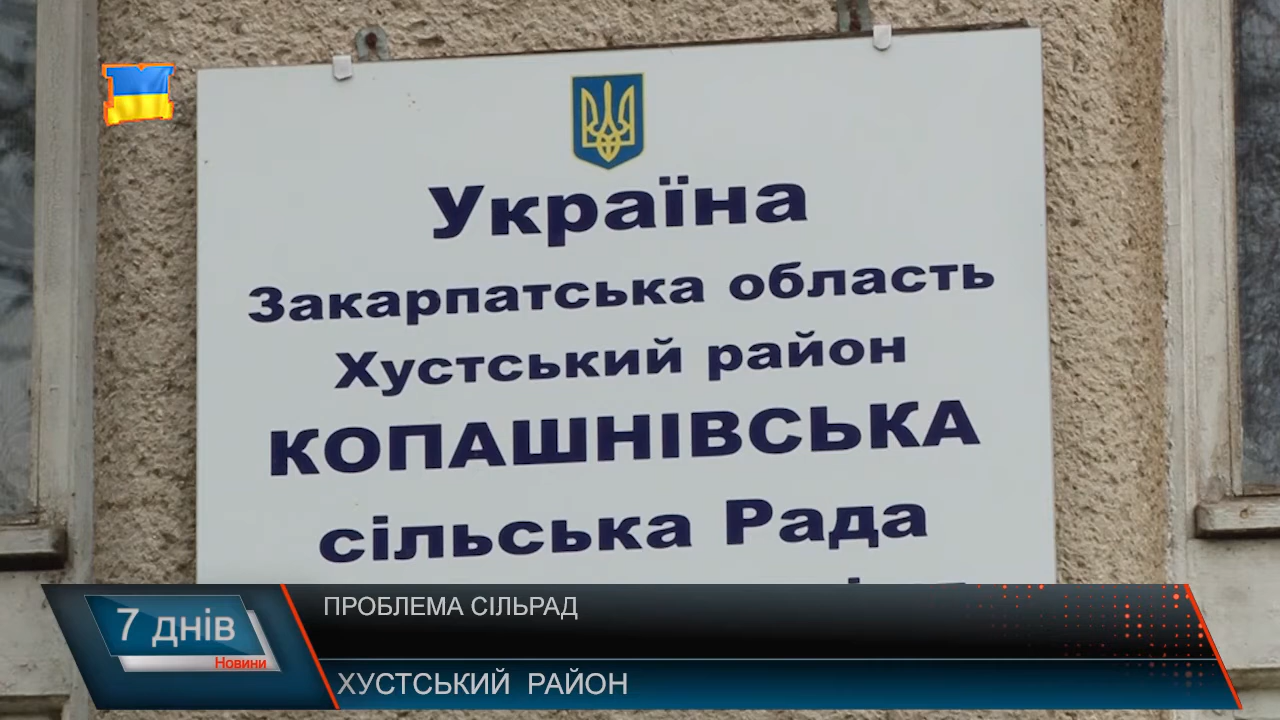 Україна
Закарпатська область
Хустський район
КОПАШНІВСЬКА
сільська Рада
7 днів
Новини
ПРОБЛЕМА СІЛЬРАД
ХУСТСЬКИЙ РАЙОН